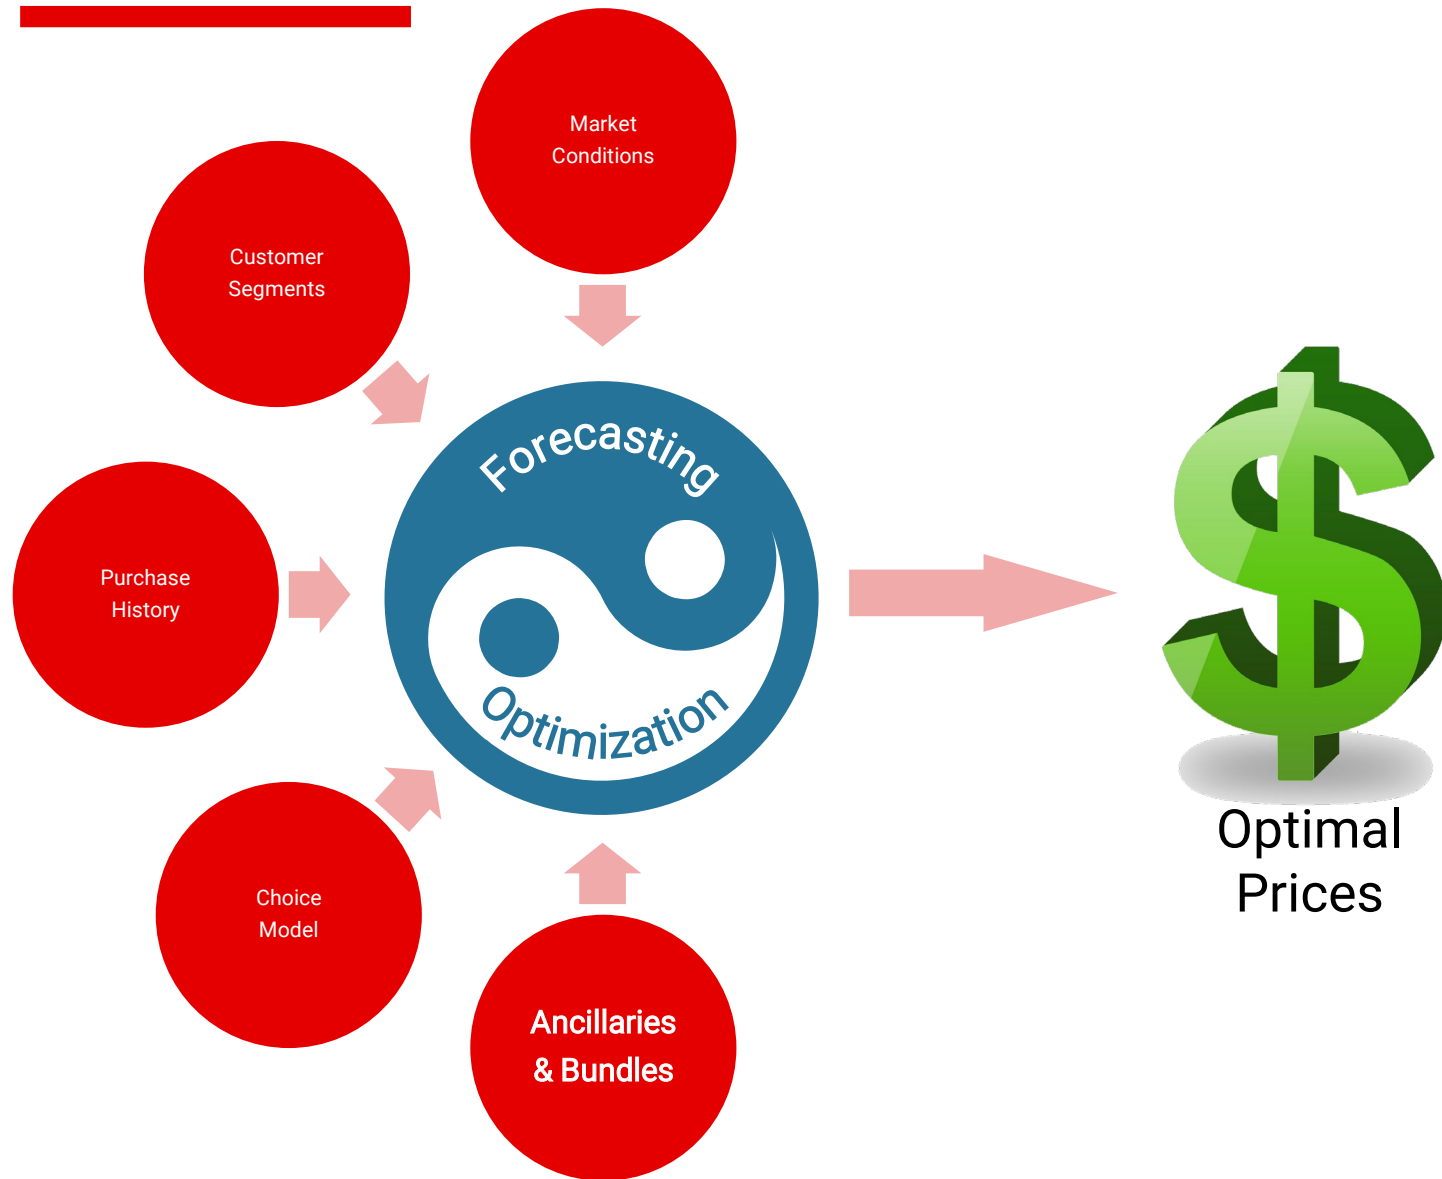 Market
Conditions
Customer
Segments
Forecasting
Purchase
History
Optimization
Optimal
Prices
Choice
Model
Ancillaries
& Bundles